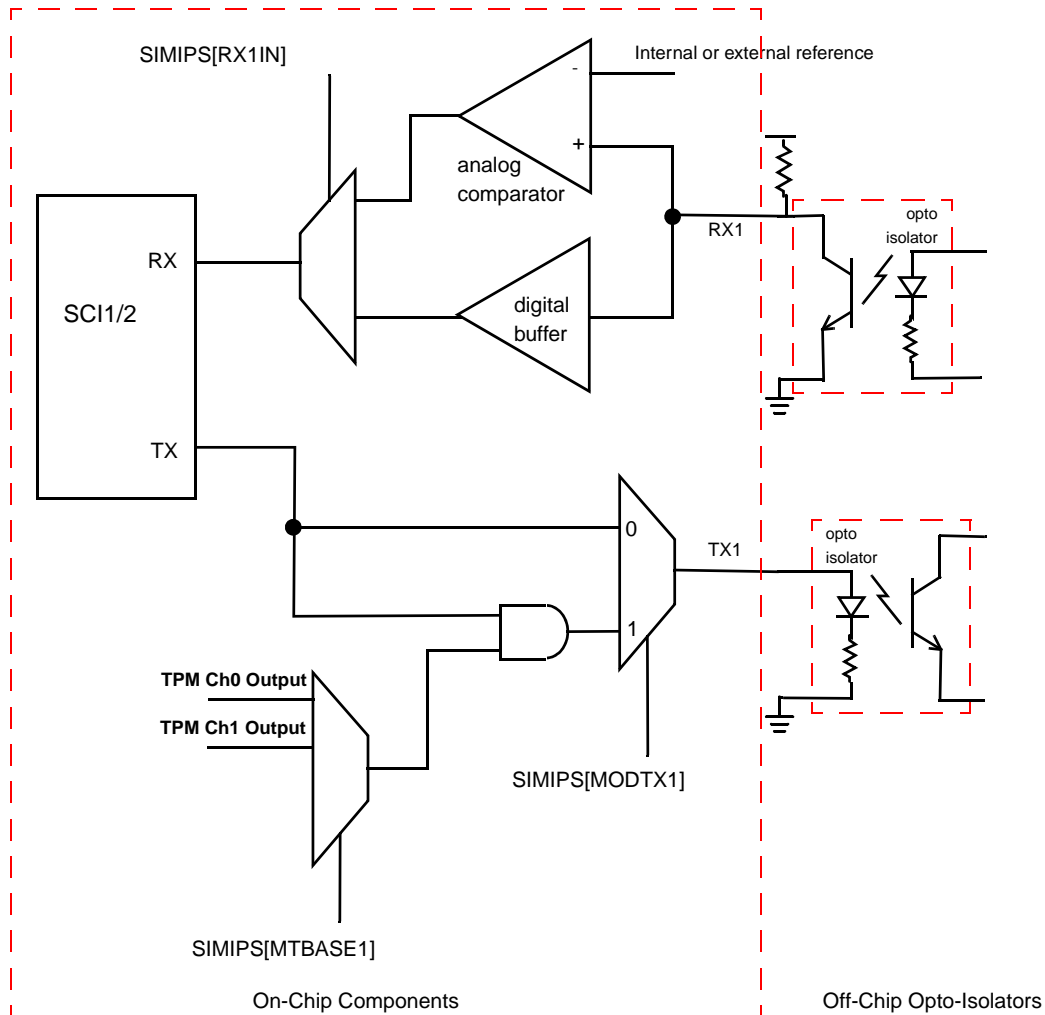 SIMIPS[RX1IN]
Internal or external reference
-
+
analog
comparator
RX1
opto
isolator
RX
SCI1/2
digital
buffer
TX
0
TX1
opto
isolator
1
TPM Ch0 Output
TPM Ch1 Output
SIMIPS[MODTX1]
SIMIPS[MTBASE1]
On-Chip Components
Off-Chip Opto-Isolators